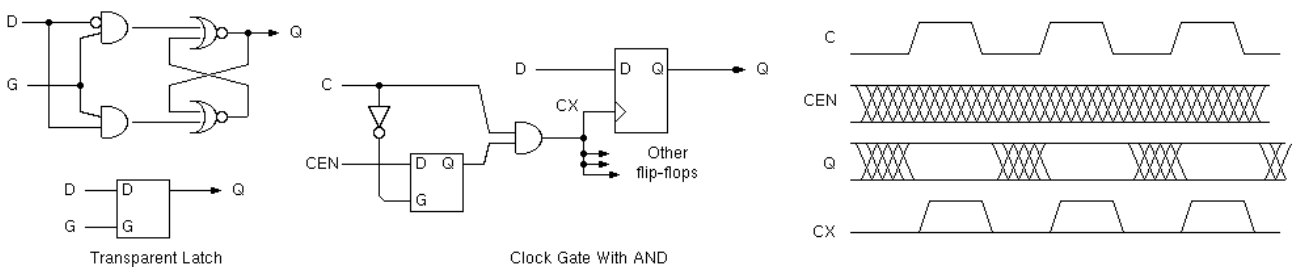 D
Q
G
D
D
Q
G
G
Transparent Latch
C
D
D
Q
Q
CX
CEN
D
Q
G
Other
flip-flops
Clock Gate With AND
C
CEN
Q
CX